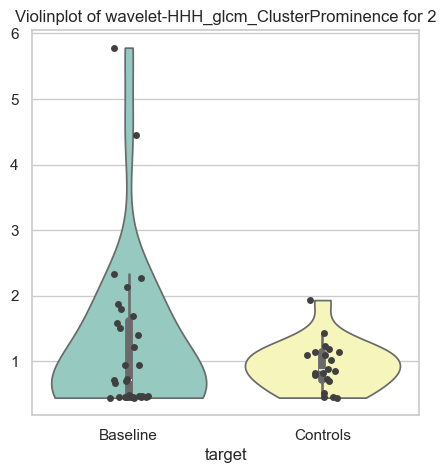 Violinplot of wavelet-HHH_glcm_ClusterProminence for 2
6
5
4
3
2
1
Baseline Controls
target